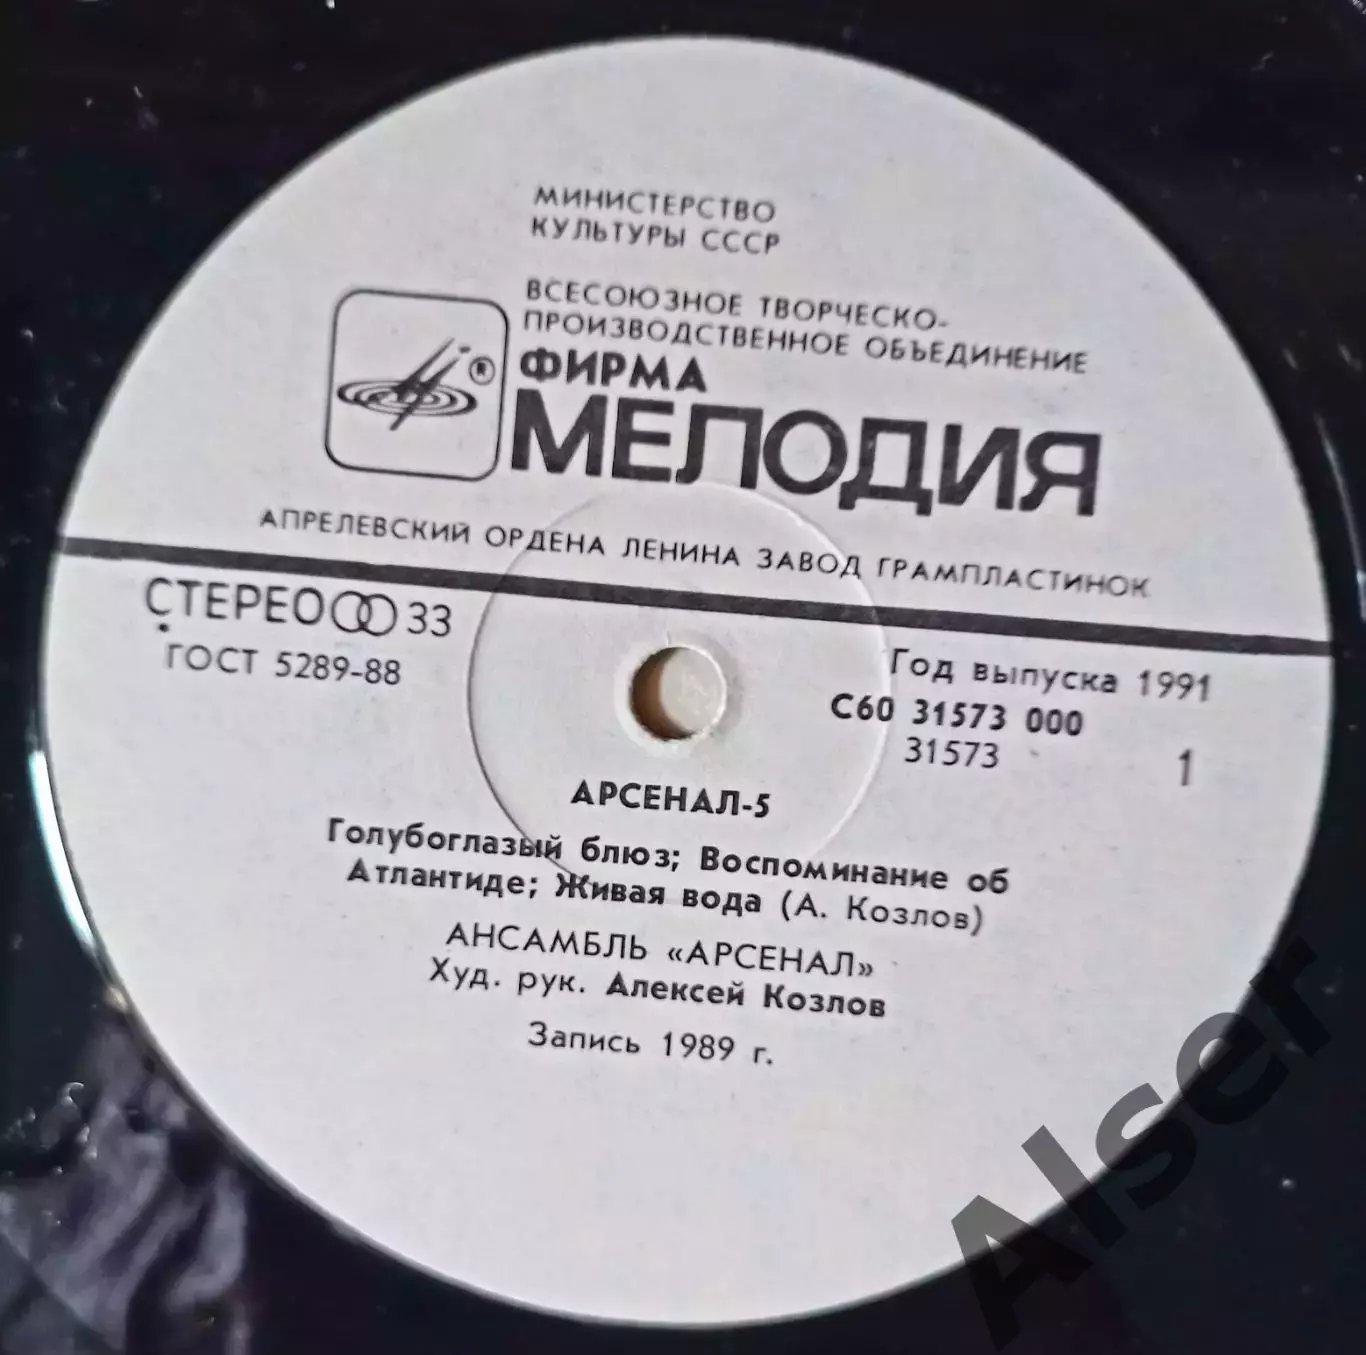 МИНИСТЕРСТВО
КУЛЬТУРЫ СССР
ВСЕСОЮЗНОЕ ТВОРЧЕСКО-
ПРОИЗВОДСТВЕННОЕ ОБЪЕДИНЕНИЕ
®
ФИРМА
МЕЛОДИЯ
АПРЕЛЕВСКИЙ ОРДЕНА ЛЕНИНА ЗАВОД ГРАМПЛАСТИНОК
СТЕРЕО 33
ГОСТ 5289-88
Год выпуска 1991
С60 31573 000
31573
1
АРСЕНАЛ-5
Голубоглазый блюз; Воспоминание об
Атлантиде; Живая вода (А. Козлов)
АНСАМБЛЬ «АРСЕНАЛ»
Худ. рук. Алексей Козлов
Запись 1989 г.
Alser